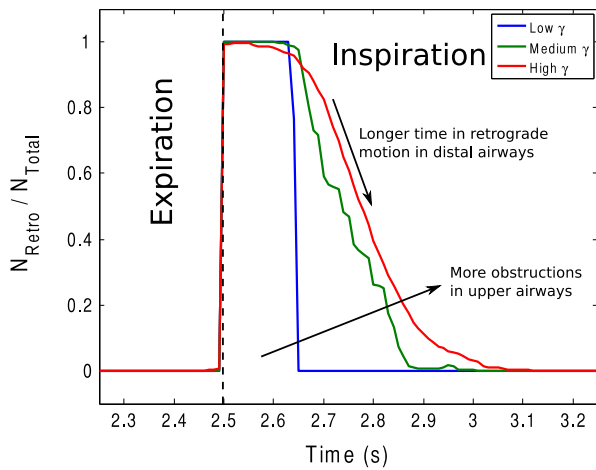 Low γ
Medium γ
High γ
Inspiration
Expiration
Longer time in retrograde
motion in distal airways
More obstructions
in upper airways
N_Retro / N_Total
1
0.8
0.6
0.4
0.2
0
2.3
2.4
2.5
2.6
2.7
2.8
2.9
3
3.1
3.2
Time (s)